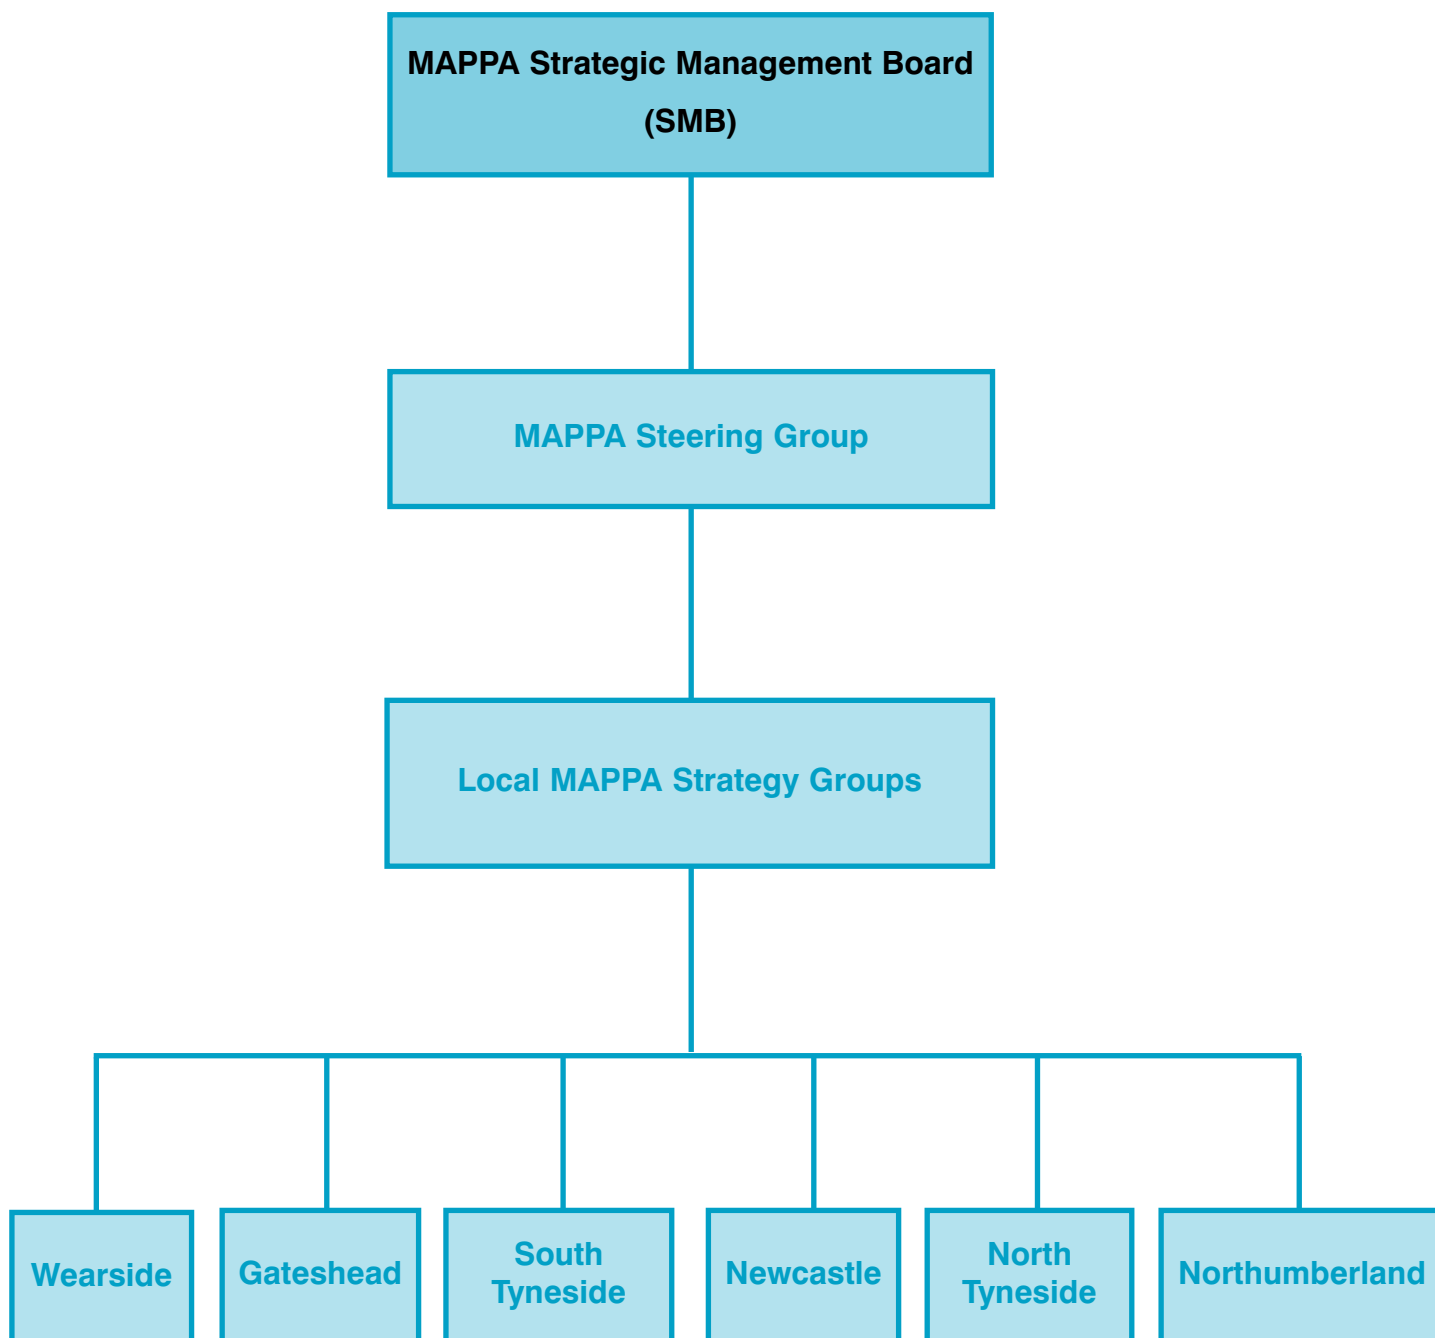 MAPPA Strategic Management Board
(SMB)
MAPPA Steering Group
Local MAPPA Strategy Groups
Wearside
Gateshead
South
Tyneside
Newcastle
North
Tyneside
Northumberland